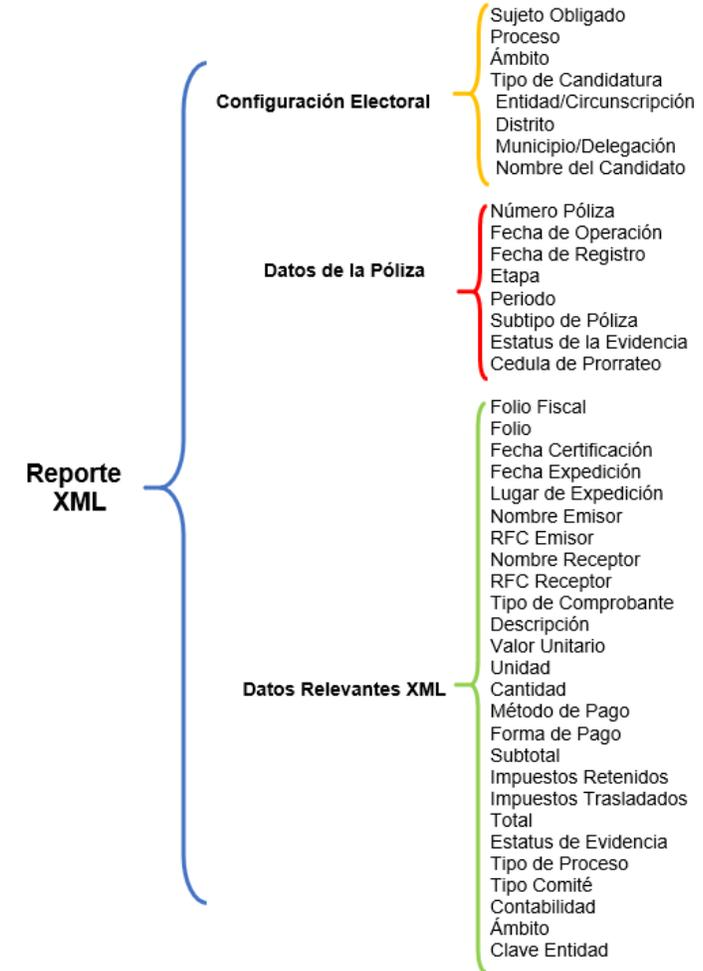 Reporte
XML
Configuración Electoral
Sujeto Obligado
Proceso
Ámbito
Tipo de Candidatura
Entidad/Circunscripción
Distrito
Municipio/Delegación
Nombre del Candidato
Datos de la Póliza
Número Póliza
Fecha de Operación
Fecha de Registro
Etapa
Periodo
Subtipo de Póliza
Estatus de la Evidencia
Cedula de Prorrateo
Datos Relevantes XML
Folio Fiscal
Folio
Fecha Certificación
Fecha Expedición
Lugar de Expedición
Nombre Emisor
RFC Emisor
Nombre Receptor
RFC Receptor
Tipo de Comprobante
Descripción
Valor Unitario
Unidad
Cantidad
Método de Pago
Forma de Pago
Subtotal
Impuestos Retenidos
Impuestos Trasladados
Total
Estatus de Evidencia
Tipo de Proceso
Tipo Comité
Contabilidad
Ámbito
Clave Entidad